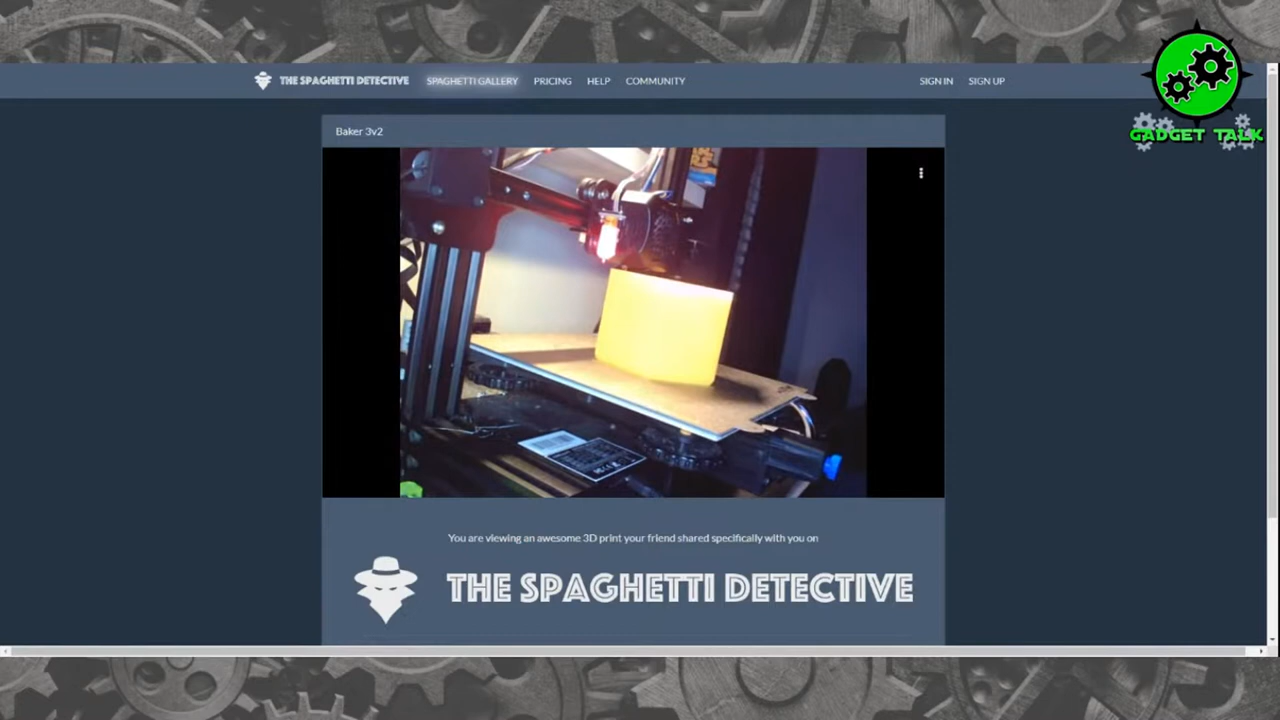 THE SPAGHETTI DETECTIVE SPAGHETTI GALLERY PRICING HELP COMMUNITY SIGN IN SIGN UP
GADGET TALK
Baker 3v2
You are viewing an awesome 3D print your friend shared specifically with you on
THE SPAGHETTI DETECTIVE